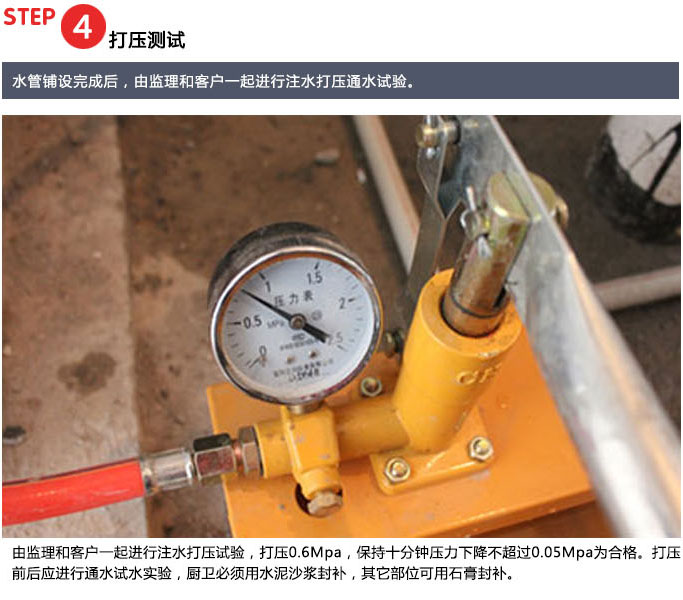 STEP 4 打压测试
水管铺设完成后，由监理和客户一起进行注水打压通水试验。
1.5
1
压力表
2
MPa
0.5
2.5
0
由监理和客户一起进行注水打压试验，打压0.6Mpa，保持十分钟压力下降不超过0.05Mpa为合格。打压
前后应进行通水试水实验，厨卫必须用水泥沙浆封补，其它部位可用石膏封补。